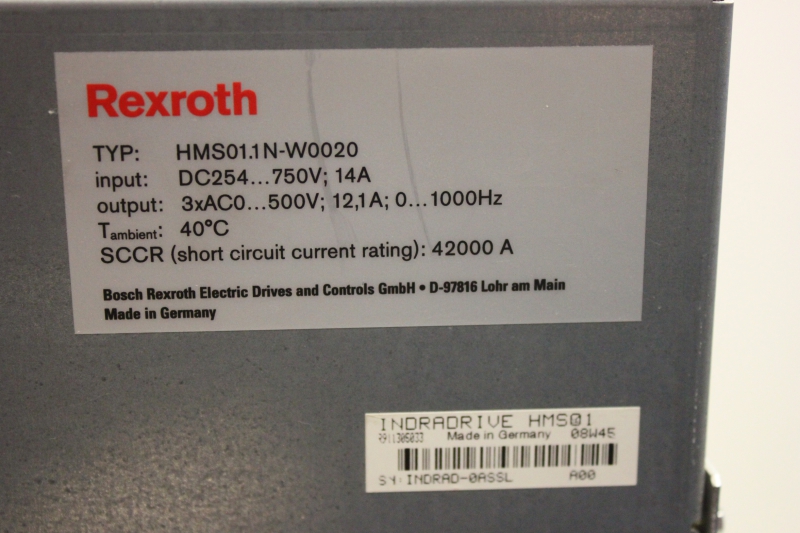 Rexroth
TYP: HMS01.1N-W0020
input: DC254...750V; 14A
output: 3xAC0...500V; 12,1A; 0...1000Hz
Tambient: 40°C
SCCR (short circuit current rating): 42000 A
Bosch Rexroth Electric Drives and Controls GmbH • D-97816 Lohr am Main
Made in Germany
INDRADRIVE HMS01
R911305033 Made in Germany 08W45
SN: INDRAD-0ASSL A00